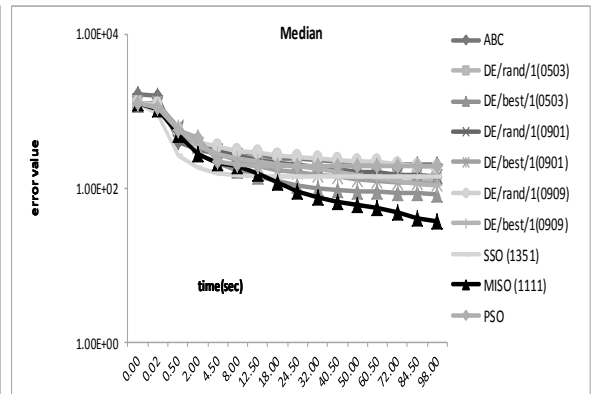 Median
1.00E+04
1.00E+02
1.00E+00
error value
time(sec)
0.00 0.02 0.50 2.00 4.50 8.00 12.50 18.00 24.50 32.00 40.50 50.00 60.50 72.00 84.50 98.00
ABC
DE/rand/1(0503)
DE/best/1(0503)
DE/rand/1(0901)
DE/best/1(0901)
DE/rand/1(0909)
DE/best/1(0909)
SSO (1351)
MISO (1111)
PSO